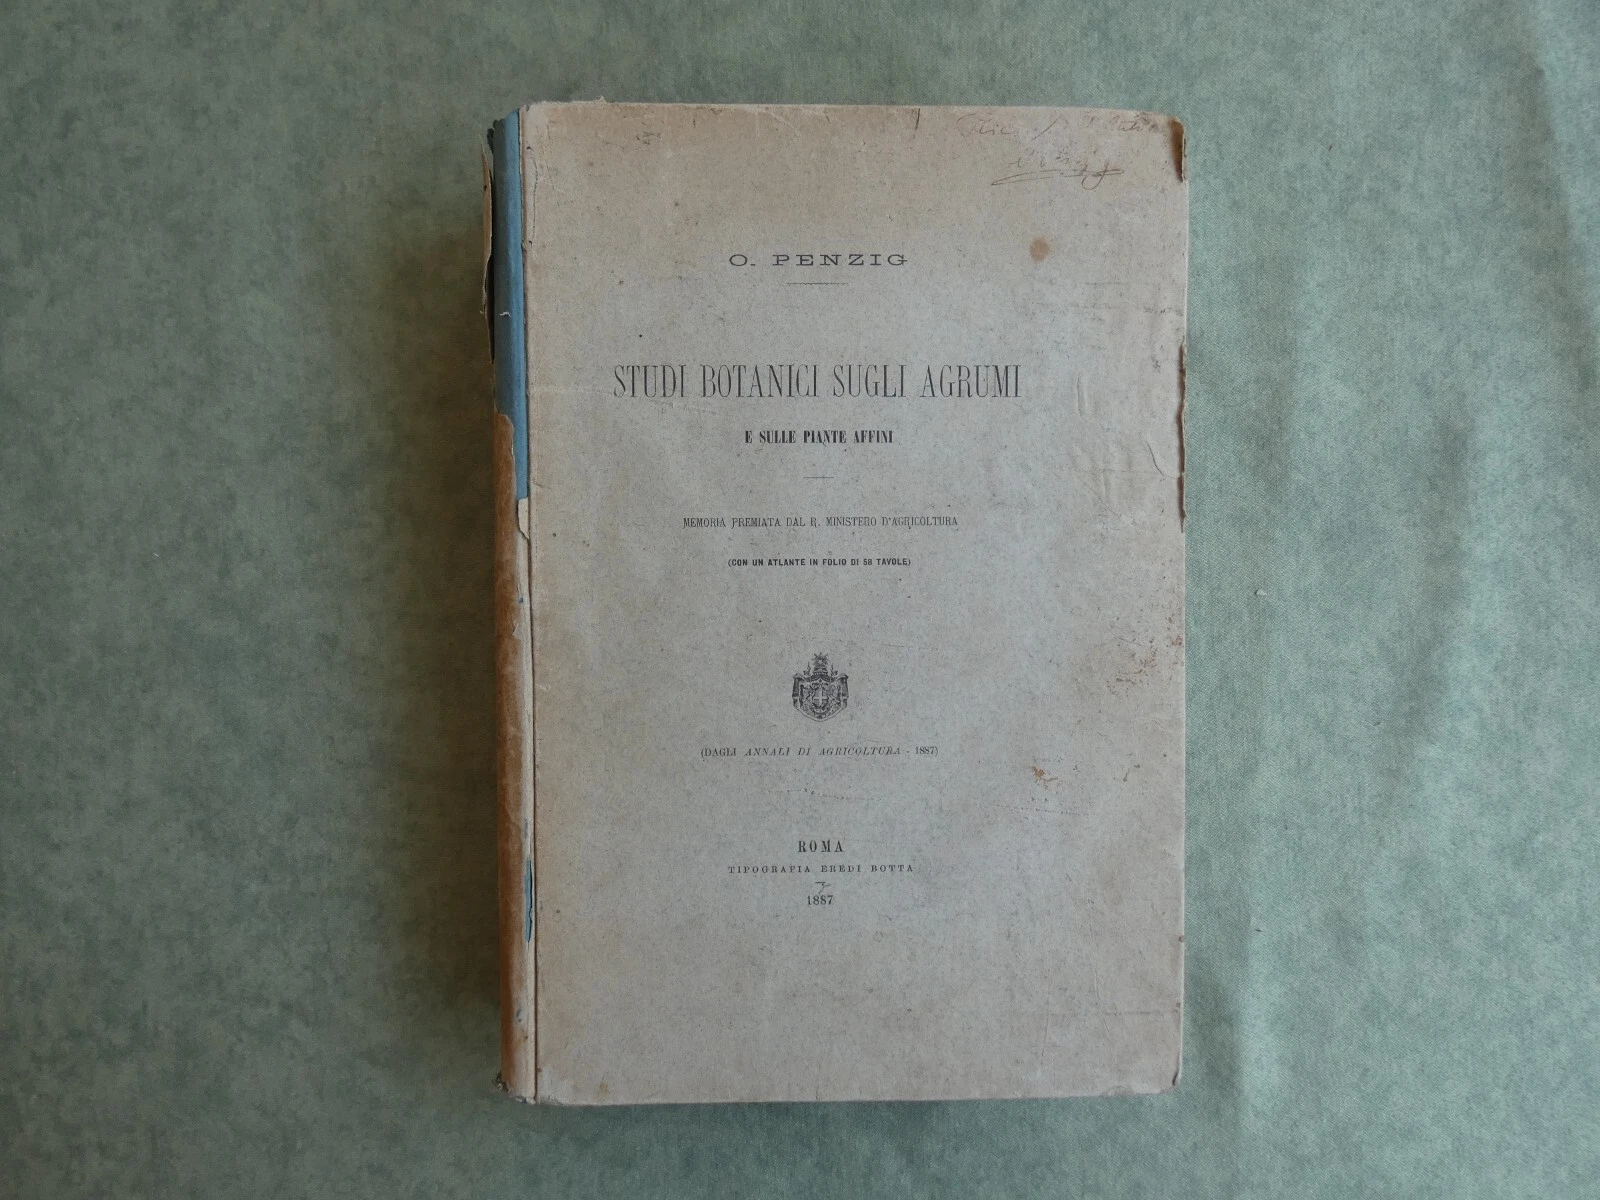 O. PENZIG
STUDI BOTANICI SUGLI AGRUMI
E SULLE PIANTE AFFINI
MEMORIA PREMIATA DAL R. MINISTERO D'AGRICOLTURA
(CON UN ATLANTE IN FOLIO DI 58 TAVOLE)
(DAGLI ANNALI DI AGRICOLTURA - 1887)
ROMA
TIPOGRAFIA EREDI BOTTA
1887